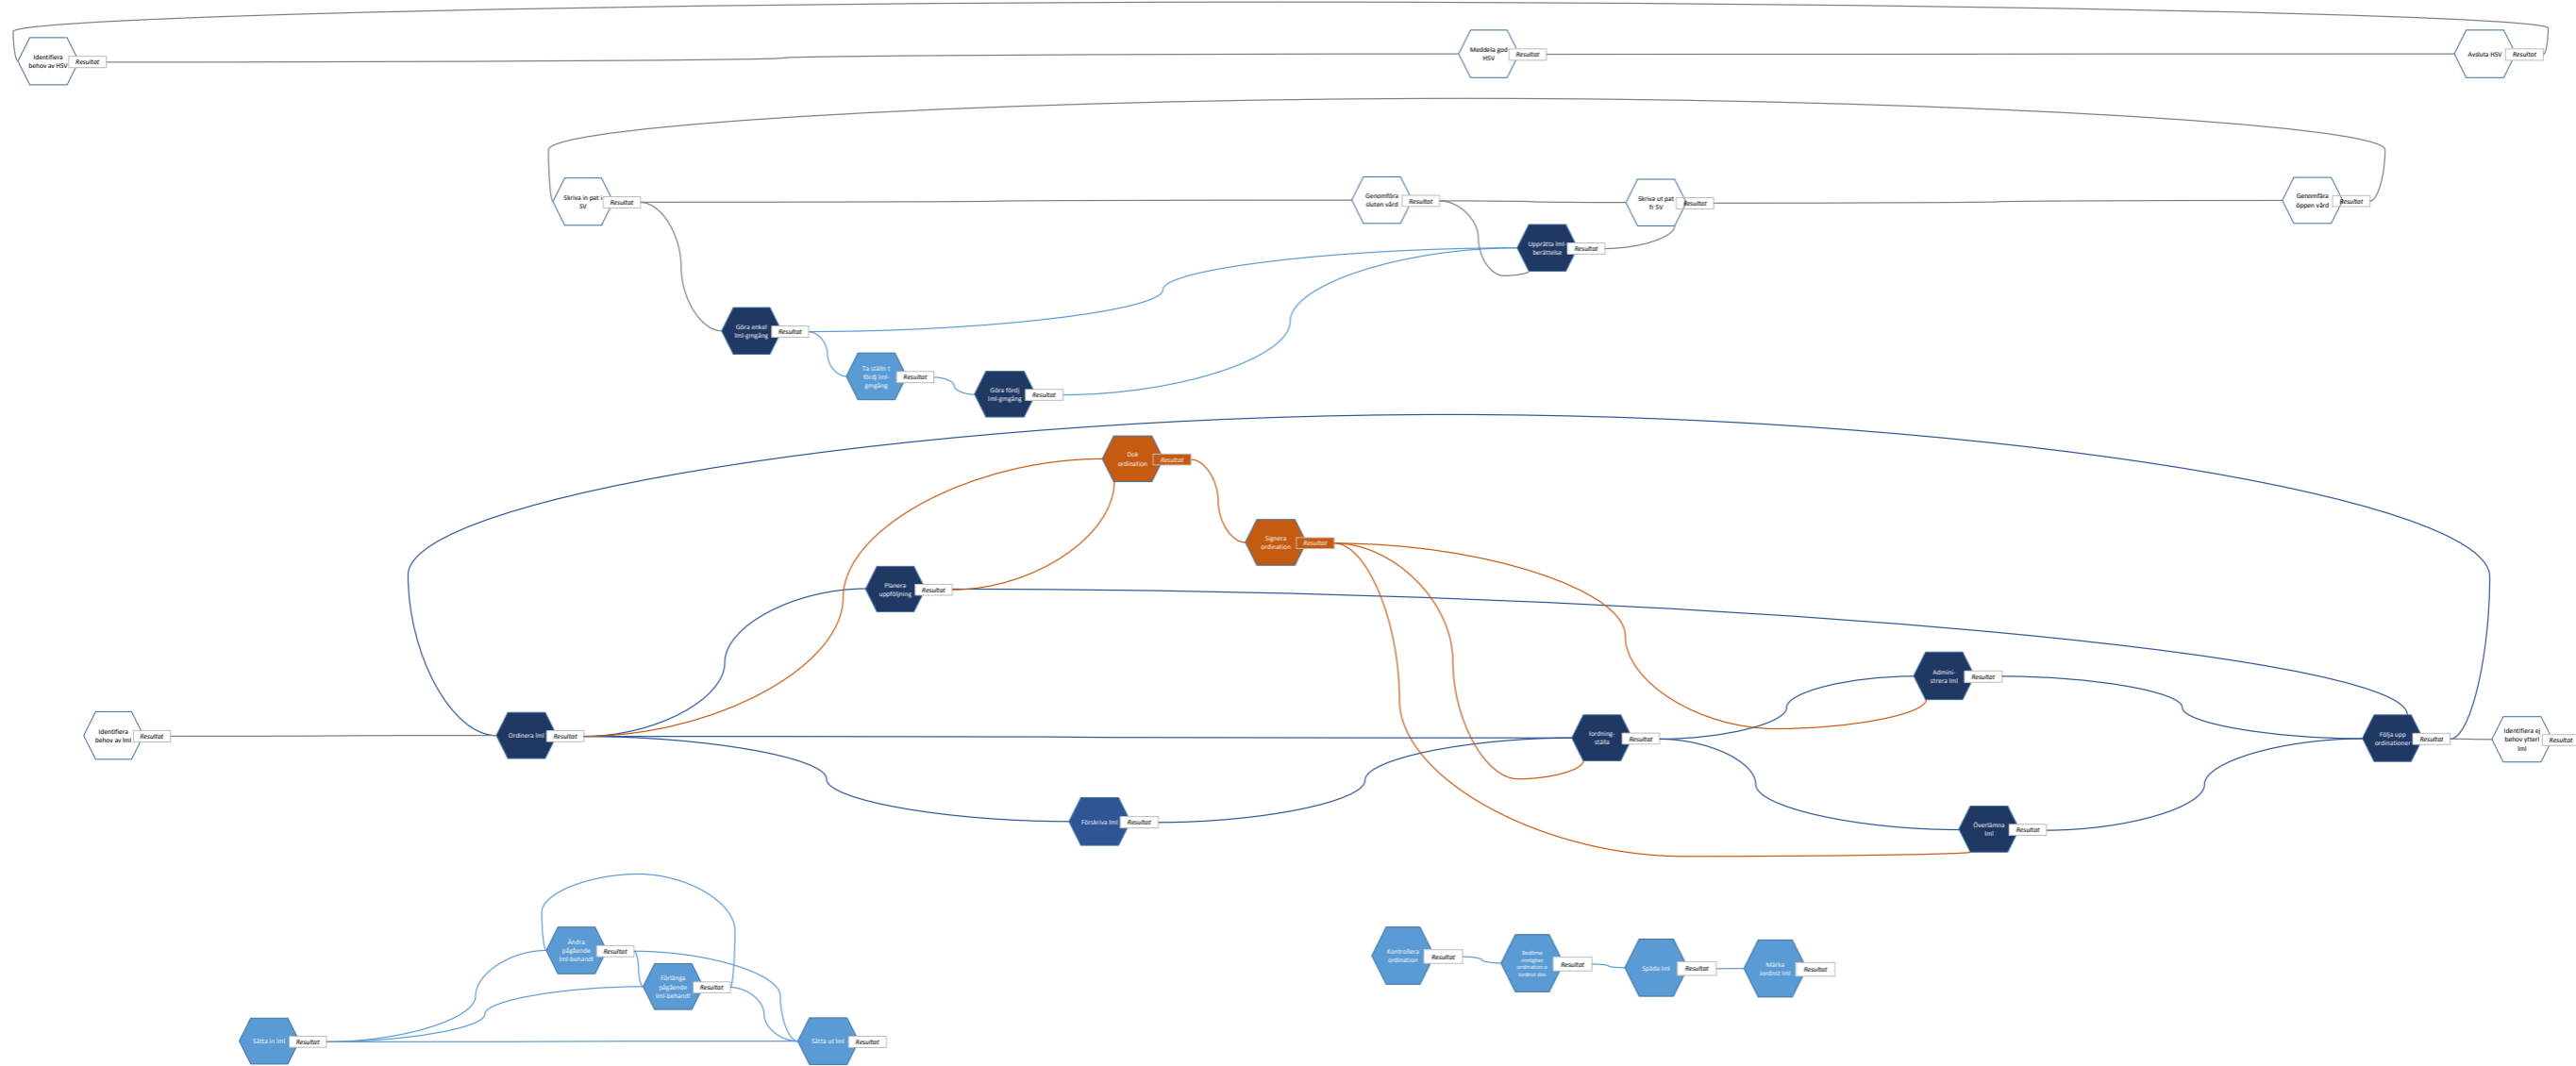 Identifiera
behov av HSV
Resultat
Meddela god
HSV
Resultat
Avsluta HSV
Resultat
Skriva in pat i
SV
Resultat
Genomföra
sluten vård
Resultat
Skriva ut pat
fr SV
Resultat
Genomföra
öppen vård
Resultat
Upprätta lml-
berättelse
Resultat
Göra enkel
lml-gmgång
Resultat
Ta ställn t
fördj lml-
gmgång
Resultat
Göra fördj
lml-gmgång
Resultat
Dok
ordination
Resultat
Signera
ordination
Resultat
Planera
uppföljning
Resultat
Admini-
strera lml
Resultat
Identifiera
behov av lml
Resultat
Ordinera lml
Resultat
Iordning-
ställa
Resultat
Följa upp
ordinationer
Resultat
Identifiera ej
behov ytterl
lml
Resultat
Förskriva lml
Resultat
Överlämna
lml
Resultat
Ändra
pågående
lml-behandl
Resultat
Förlänga
pågående
lml-behandl
Resultat
Sätta in lml
Resultat
Sätta ut lml
Resultat
Kontrollera
ordination
Resultat
Bedöma
rimlighet
ordination o
iordnst dos
Resultat
Späda lml
Resultat
Märka
iordnst lml
Resultat